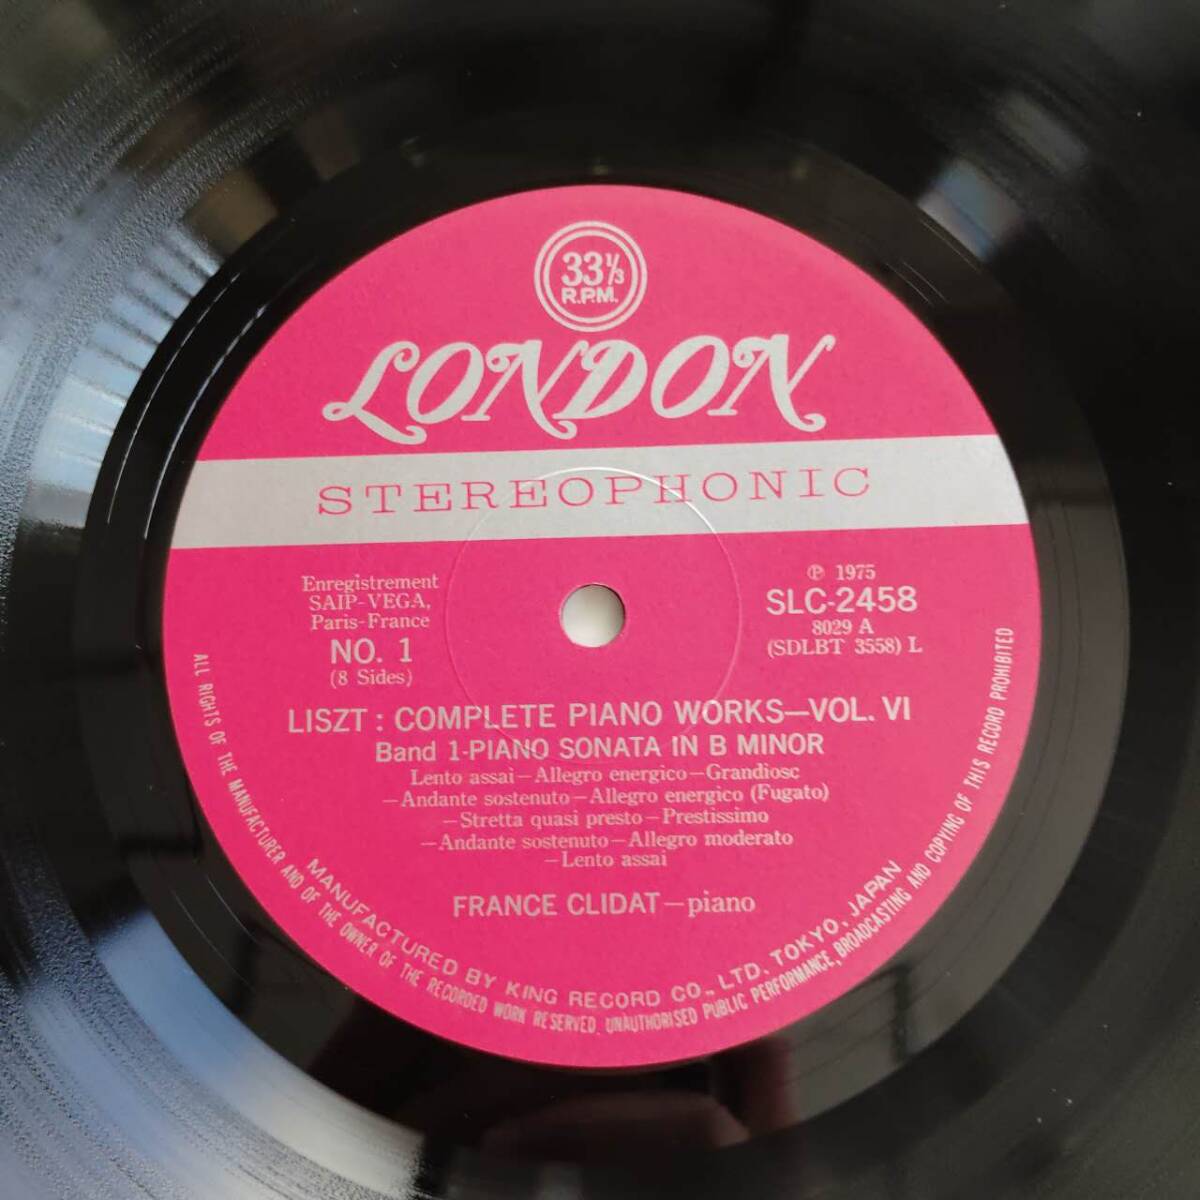 33⅓
R.P.M.
LONDON
STEREOPHONIC
Enregistrement
SAIP-VEGA,
Paris-France
NO. 1
(8 Sides)
℗ 1975
SLC-2458
8029 A
(SDLBT 3558) L
LISZT : COMPLETE PIANO WORKS—VOL. VI
Band 1-PIANO SONATA IN B MINOR
Lento assai—Allegro energico—Grandiosc
—Andante sostenuto—Allegro energico (Fugato)
—Stretta quasi presto—Prestissimo
—Andante sostenuto—Allegro moderato
—Lento assai
FRANCE CLIDAT—piano
MANUFACTURED BY KING RECORD CO., LTD. TOKYO, JAPAN
ALL RIGHTS OF THE MANUFACTURER AND OF THE OWNER OF THE RECORDED WORK RESERVED. UNAUTHORISED PUBLIC PERFORMANCE, BROADCASTING AND COPYING OF THIS RECORD PROHIBITED